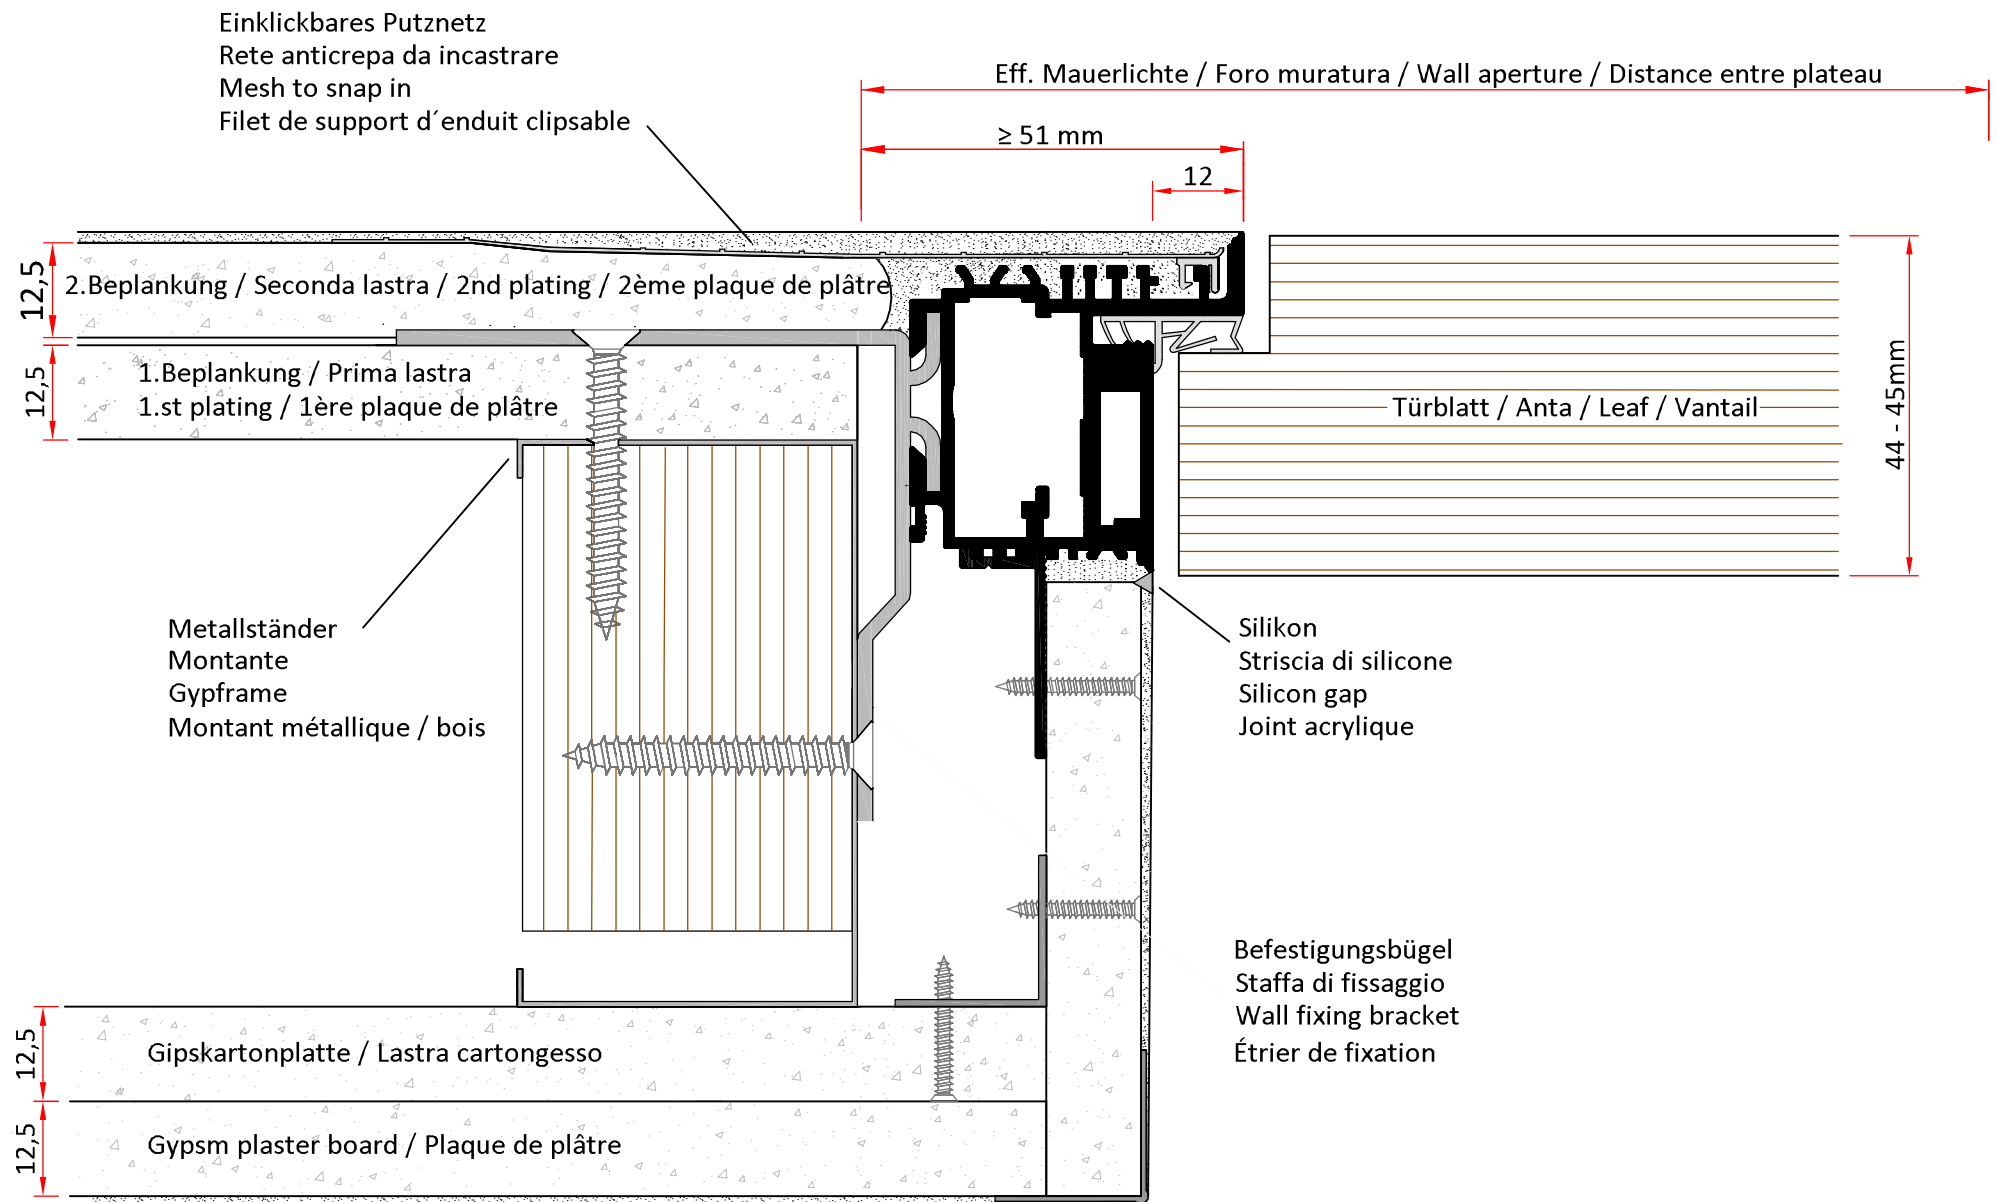 Einklickbares Putznetz
Rete anticrepa da incastrare
Mesh to snap in
Filet de support d´enduit clipsable
Eff. Mauerlichte / Foro muratura / Wall aperture / Distance entre plateau
≥ 51 mm
12
12,5
2.Beplankung / Seconda lastra / 2nd plating / 2ème plaque de plâtre
12,5
1.Beplankung / Prima lastra
1.st plating / 1ère plaque de plâtre
Türblatt / Anta / Leaf / Vantail
44 - 45mm
Metallständer
Montante
Gypframe
Montant métallique / bois
Silikon
Striscia di silicone
Silicon gap
Joint acrylique
Befestigungsbügel
Staffa di fissaggio
Wall fixing bracket
Étrier de fixation
12,5
Gipskartonplatte / Lastra cartongesso
12,5
Gypsm plaster board / Plaque de plâtre